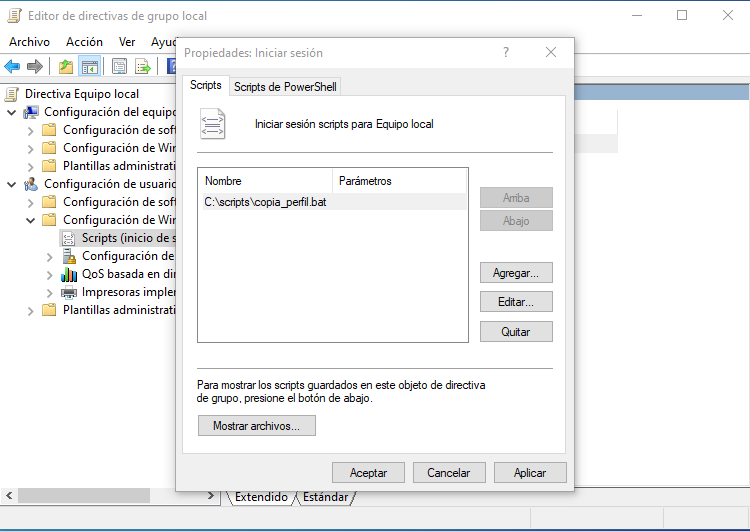 Editor de directivas de grupo local
Archivo Acción Ver Ayu
Directiva Equipo local
Configuración del equipo
Configuración de sof
Configuración de Win
Plantillas administrati
Configuración de usuario
Configuración de sof
Configuración de Win
Scripts (inicio de s
Configuración de
QoS basada en dir
Impresoras implem
Plantillas administrati
Propiedades: Iniciar sesión
Scripts
Scripts de PowerShell
Iniciar sesión scripts para Equipo local
Nombre Parámetros
C:\scripts\copia_perfil.bat
Arriba
Abajo
Agregar...
Editar...
Quitar
Para mostrar los scripts guardados en este objeto de directiva
de grupo, presione el botón de abajo.
Mostrar archivos...
Aceptar Cancelar Aplicar
Extendido Estándar